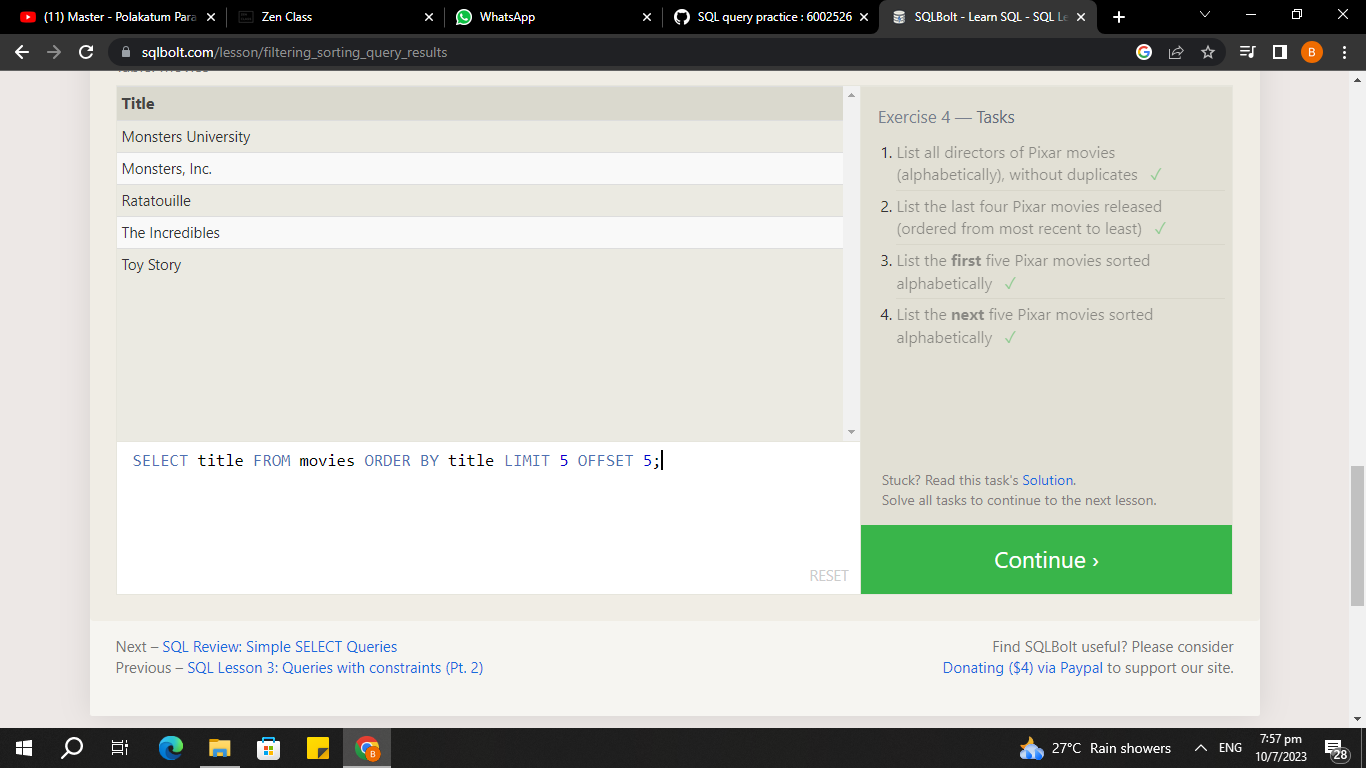 (11) Master - Polakatum Para
Zen Class
WhatsApp
SQL query practice : 6002526
SQLBolt - Learn SQL - SQL Le
sqlbolt.com/lesson/filtering_sorting_query_results
B
Title
Monsters University
Monsters, Inc.
Ratatouille
The Incredibles
Toy Story
SELECT title FROM movies ORDER BY title LIMIT 5 OFFSET 5;
RESET
Exercise 4 — Tasks
1. List all directors of Pixar movies
(alphabetically), without duplicates ✓
2. List the last four Pixar movies released
(ordered from most recent to least) ✓
3. List the first five Pixar movies sorted
alphabetically ✓
4. List the next five Pixar movies sorted
alphabetically ✓
Stuck? Read this task's Solution.
Solve all tasks to continue to the next lesson.
Continue ›
Next – SQL Review: Simple SELECT Queries
Previous – SQL Lesson 3: Queries with constraints (Pt. 2)
Find SQLBolt useful? Please consider
Donating ($4) via Paypal to support our site.
B
27°C Rain showers
ENG
7:57 pm
10/7/2023
28